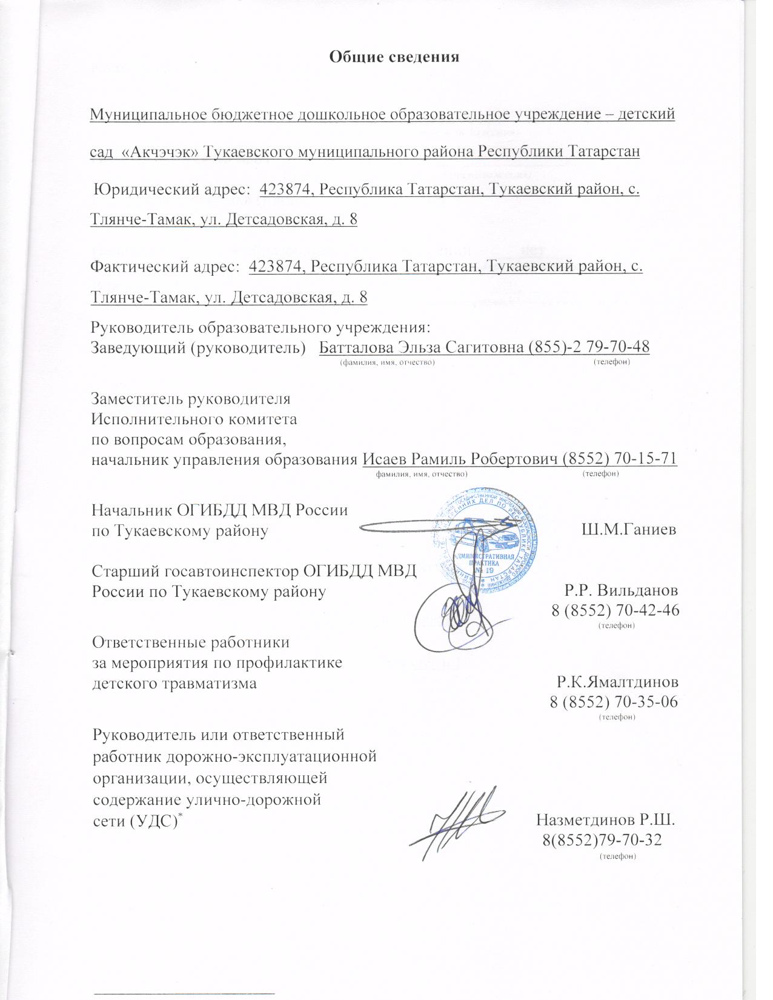 Общие сведения
Муниципальное бюджетное дошкольное образовательное учреждение – детский
сад «Акчэчэк» Тукаевского муниципального района Республики Татарстан
Юридический адрес: 423874, Республика Татарстан, Тукаевский район, с.
Тлянче-Тамак, ул. Детсадовская, д. 8
Фактический адрес: 423874, Республика Татарстан, Тукаевский район, с.
Тлянче-Тамак, ул. Детсадовская, д. 8
Руководитель образовательного учреждения:
Заведующий (руководитель) Батталова Эльза Сагитовна (855)-2 79-70-48
(фамилия, имя, отчество) (телефон)
Заместитель руководителя
Исполнительного комитета
по вопросам образования,
начальник управления образования Исаев Рамиль Робертович (8552) 70-15-71
фамилия, имя, отчество) (телефон)
Начальник ОГИБДД МВД России
по Тукаевскому району Ш.М.Ганиев
АДМИНИСТРАТИВНАЯ
ПРАКТИКА
№ 19
Старший госавтоинспектор ОГИБДД МВД
России по Тукаевскому району Р.Р. Вильданов
8 (8552) 70-42-46
(телефон)
Ответственные работники
за мероприятия по профилактике
детского травматизма Р.К.Ямалтдинов
8 (8552) 70-35-06
(телефон)
Руководитель или ответственный
работник дорожно-эксплуатационной
организации, осуществляющей
содержание улично-дорожной
сети (УДС)* Назметдинов Р.Ш.
8(8552)79-70-32
(телефон)